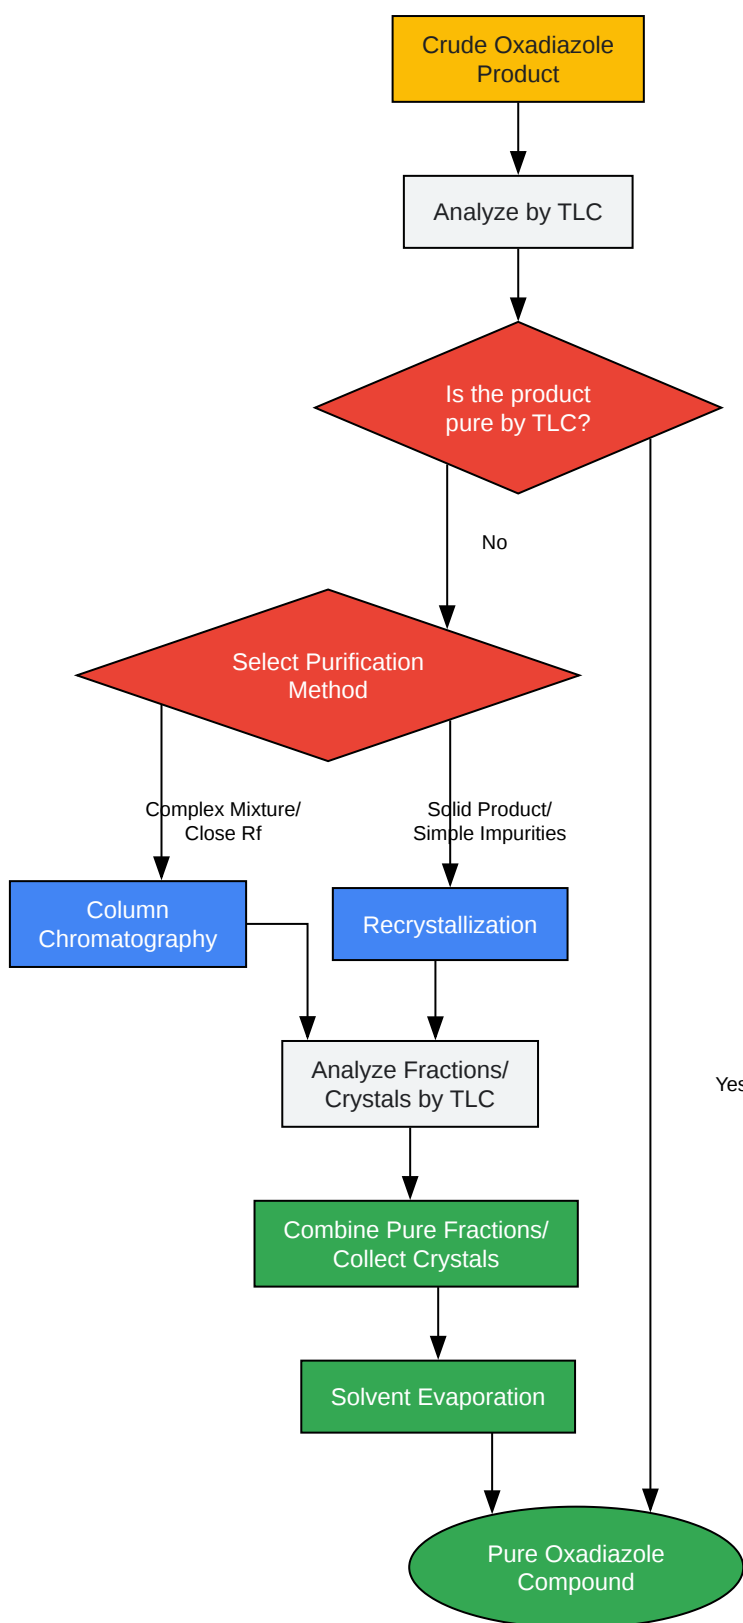 Crude Oxadiazole
Product
Analyze by TLC
Is the product
pure by TLC?
No
Select Purification
Method
Complex Mixture/
Close Rf
Solid Product/
Simple Impurities
Column
Chromatography
Recrystallization
Analyze Fractions/
Crystals by TLC
Yes
Combine Pure Fractions/
Collect Crystals
Solvent Evaporation
Pure Oxadiazole
Compound